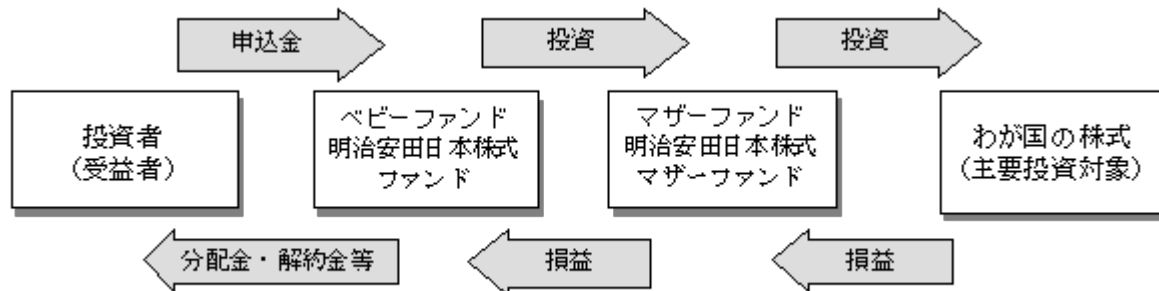 申込金
投資
投資
投資者
(受益者)
ベビーファンド
明治安田日本株式
ファンド
マザーファンド
明治安田日本株式
マザーファンド
わが国の株式
(主要投資対象)
分配金・解約金等
損益
損益